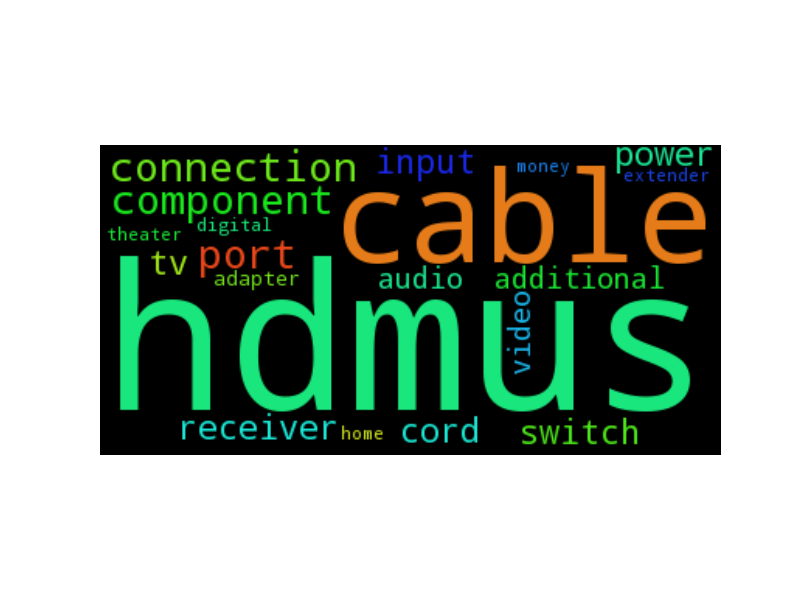 connection
input
money
power
extender
component
cable
digital
theater
tv
port
adapter
audio
additional
hdmus
video
receiver
home
cord
switch